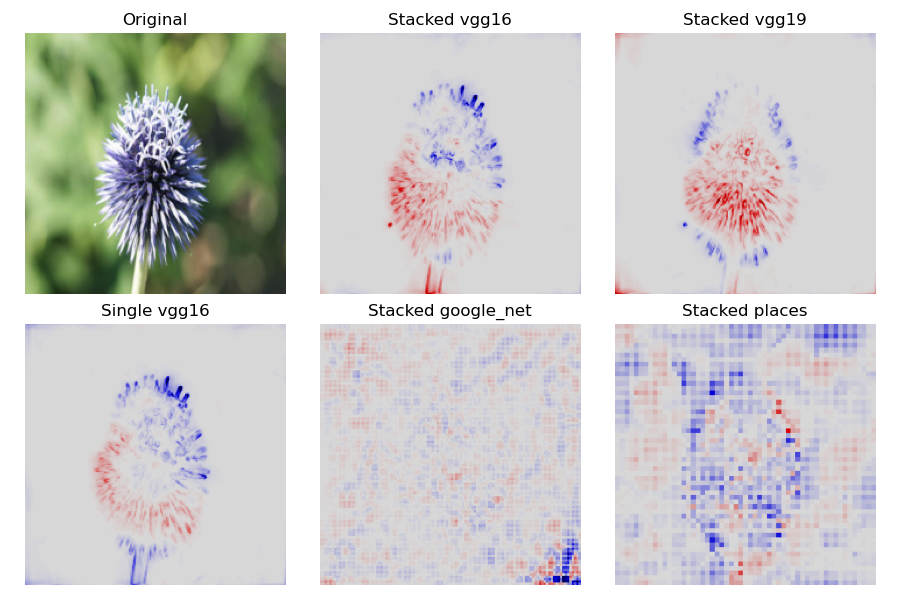 Original
Stacked vgg16
Stacked vgg19
Single vgg16
Stacked google_net
Stacked places